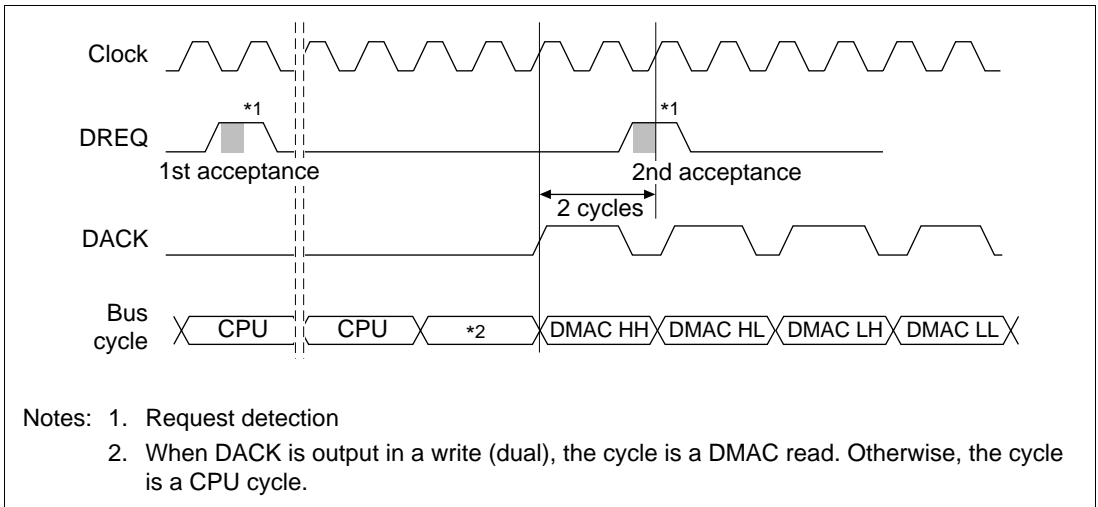 Clock
*1 *1
DREQ
1st acceptance 2nd acceptance
2 cycles
DACK
Bus
cycle CPU CPU *2 DMAC HH DMAC HL DMAC LH DMAC LL
Notes: 1. Request detection
2. When DACK is output in a write (dual), the cycle is a DMAC read. Otherwise, the cycle
is a CPU cycle.